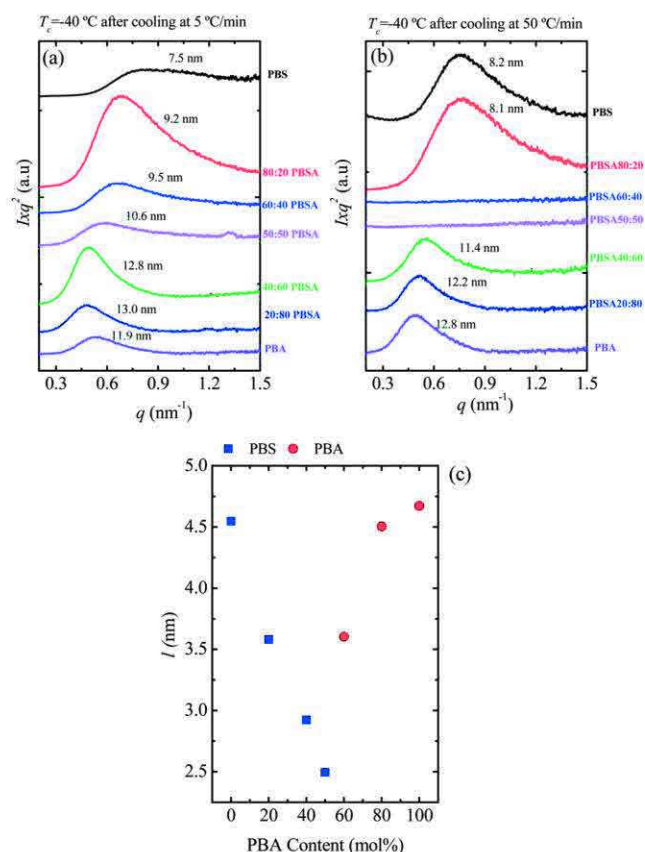 T_c=-40 ºC after cooling at 5 ºC/min
(a)
7.5 nm
PBS
9.2 nm
80:20 PBSA
9.5 nm
60:40 PBSA
10.6 nm
50:50 PBSA
12.8 nm
40:60 PBSA
13.0 nm
20:80 PBSA
11.9 nm
PBA
Ixq² (a.u)
0.3 0.6 0.9 1.2 1.5
q (nm⁻¹)
T_c=-40 ºC after cooling at 50 ºC/min
(b)
8.2 nm
PBS
8.1 nm
PBSA80:20
PBSA60:40
PBSA50:50
11.4 nm
PBSA40:60
12.2 nm
PBSA20:80
12.8 nm
PBA
Ixq² (a.u)
0.3 0.6 0.9 1.2 1.5
q (nm⁻¹)
PBS PBA
(c)
5.0
4.5
4.0
3.5
3.0
2.5
l (nm)
0 20 40 60 80 100
PBA Content (mol%)